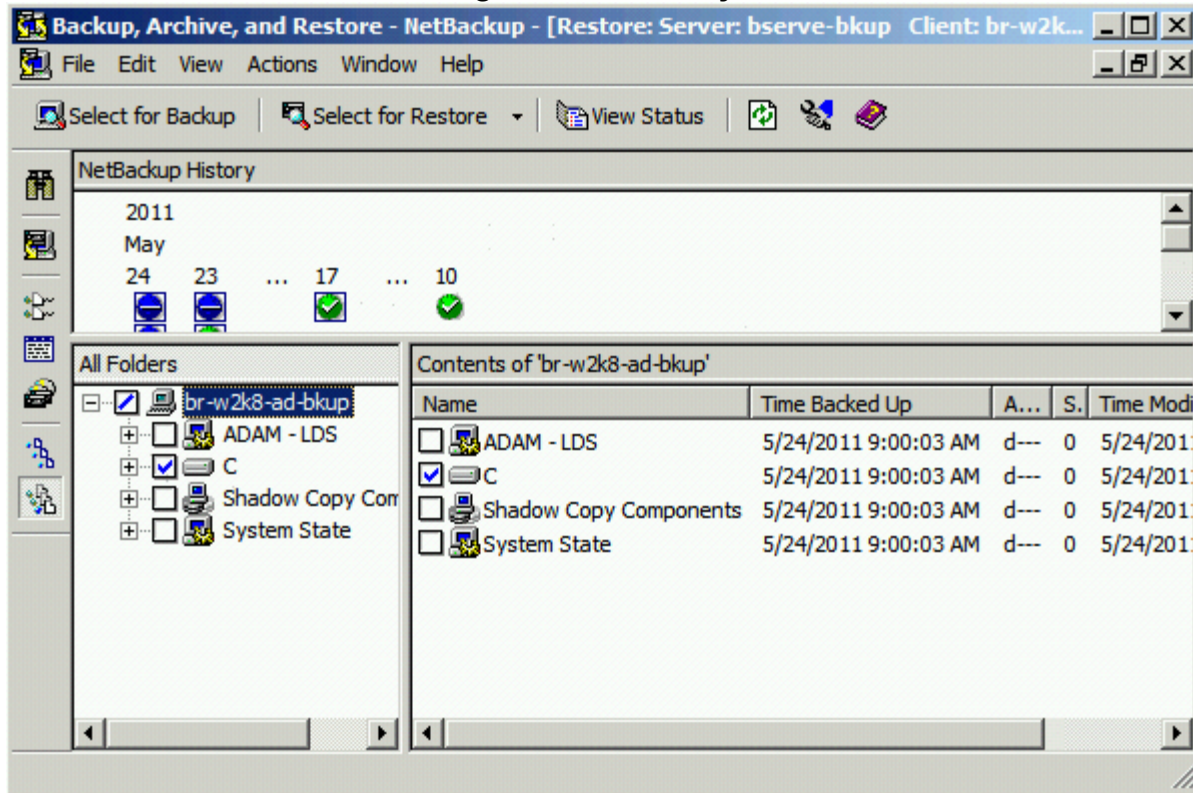 Backup, Archive, and Restore - NetBackup - [Restore: Server: bserve-bkup Client: br-w2k...
File Edit View Actions Window Help
Select for Backup Select for Restore View Status
NetBackup History
2011
May
24 23 ... 17 ... 10
All Folders
br-w2k8-ad-bkup
ADAM - LDS
C
Shadow Copy Com
System State
Contents of 'br-w2k8-ad-bkup'
Name Time Backed Up A... S. Time Modi
ADAM - LDS 5/24/2011 9:00:03 AM d--- 0 5/24/201
C 5/24/2011 9:00:03 AM d--- 0 5/24/201
Shadow Copy Components 5/24/2011 9:00:03 AM d--- 0 5/24/201
System State 5/24/2011 9:00:03 AM d--- 0 5/24/201